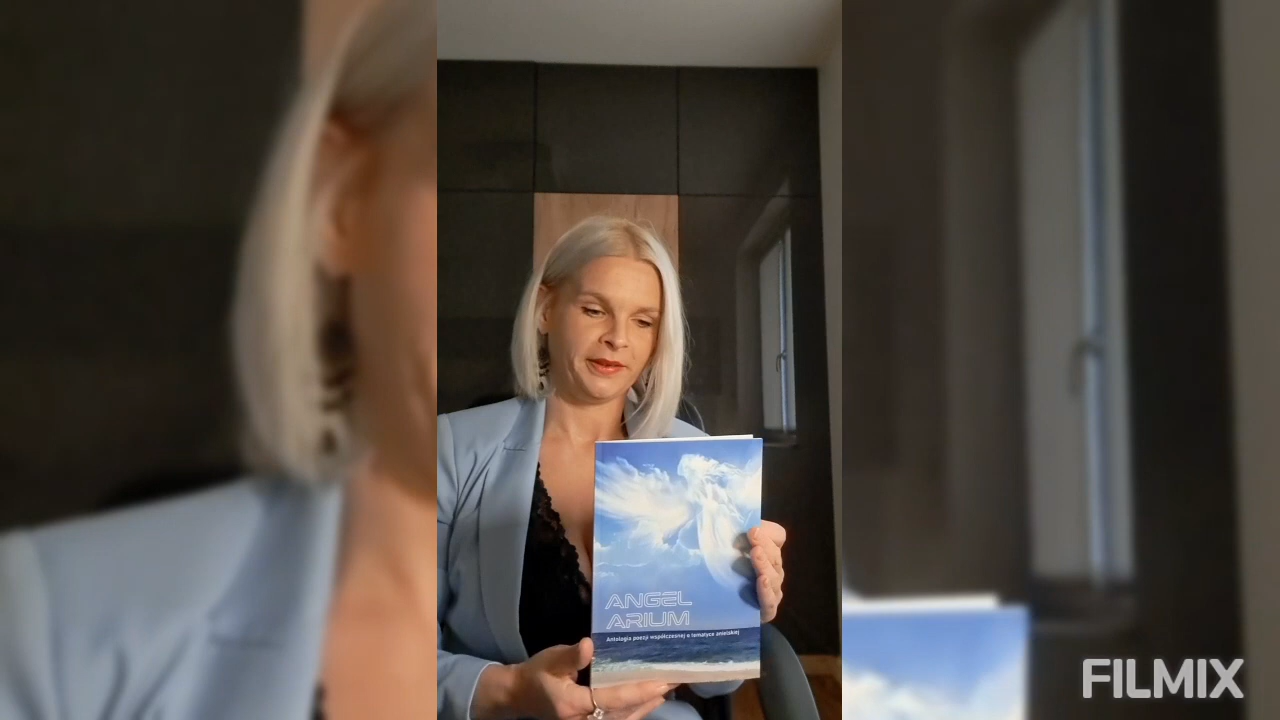 ANGEL
ARIUM
Antologia poezji współczesnej o tematyce anielskiej
FILMIX